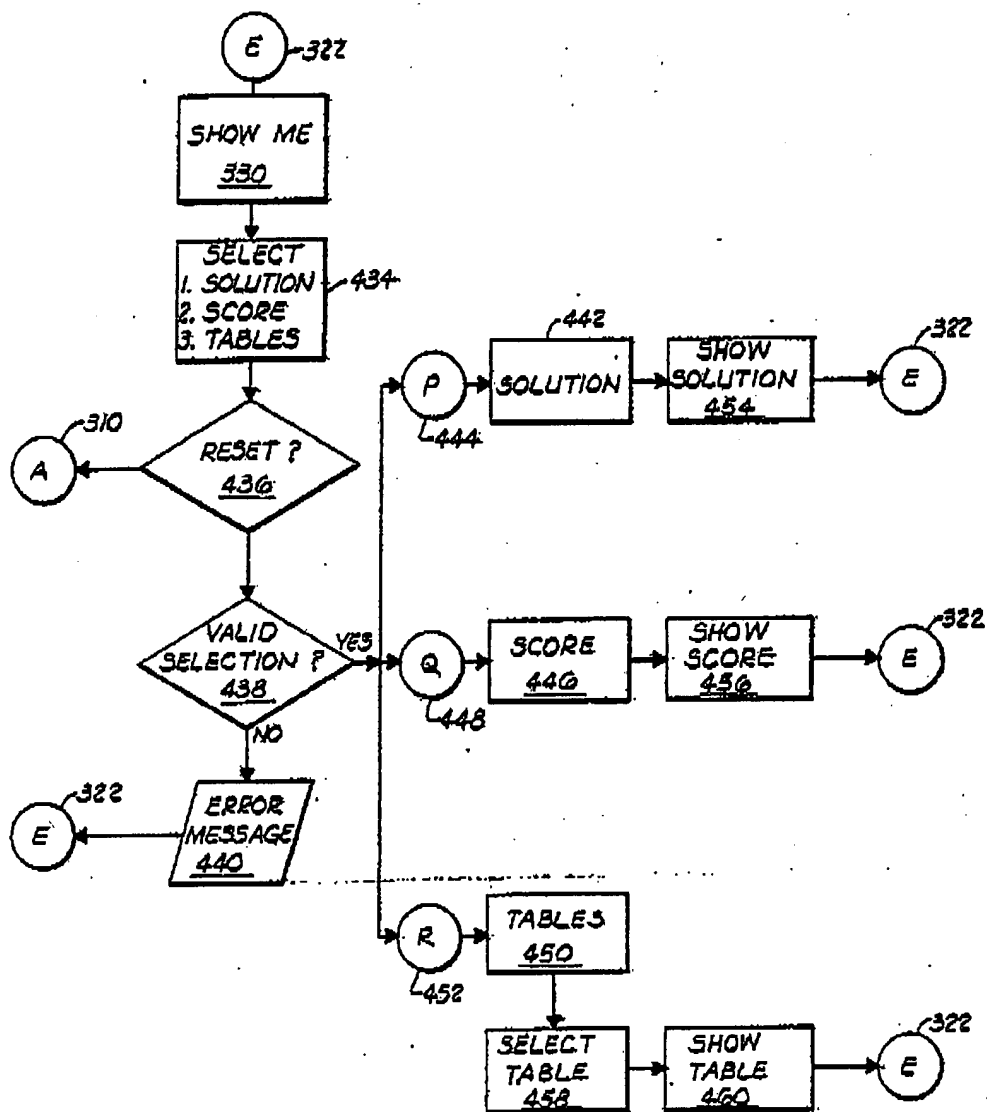 E
322
SHOW ME
330
SELECT
1. SOLUTION
2. SCORE
3. TABLES
434
RESET ?
436
310
A
VALID
SELECTION ?
438
YES
NO
ERROR
MESSAGE
440
322
E
P
444
442
SOLUTION
SHOW
SOLUTION
454
322
E
Q
448
SCORE
446
SHOW
SCORE
456
322
E
R
452
TABLES
450
SELECT
TABLE
458
SHOW
TABLE
460
322
E